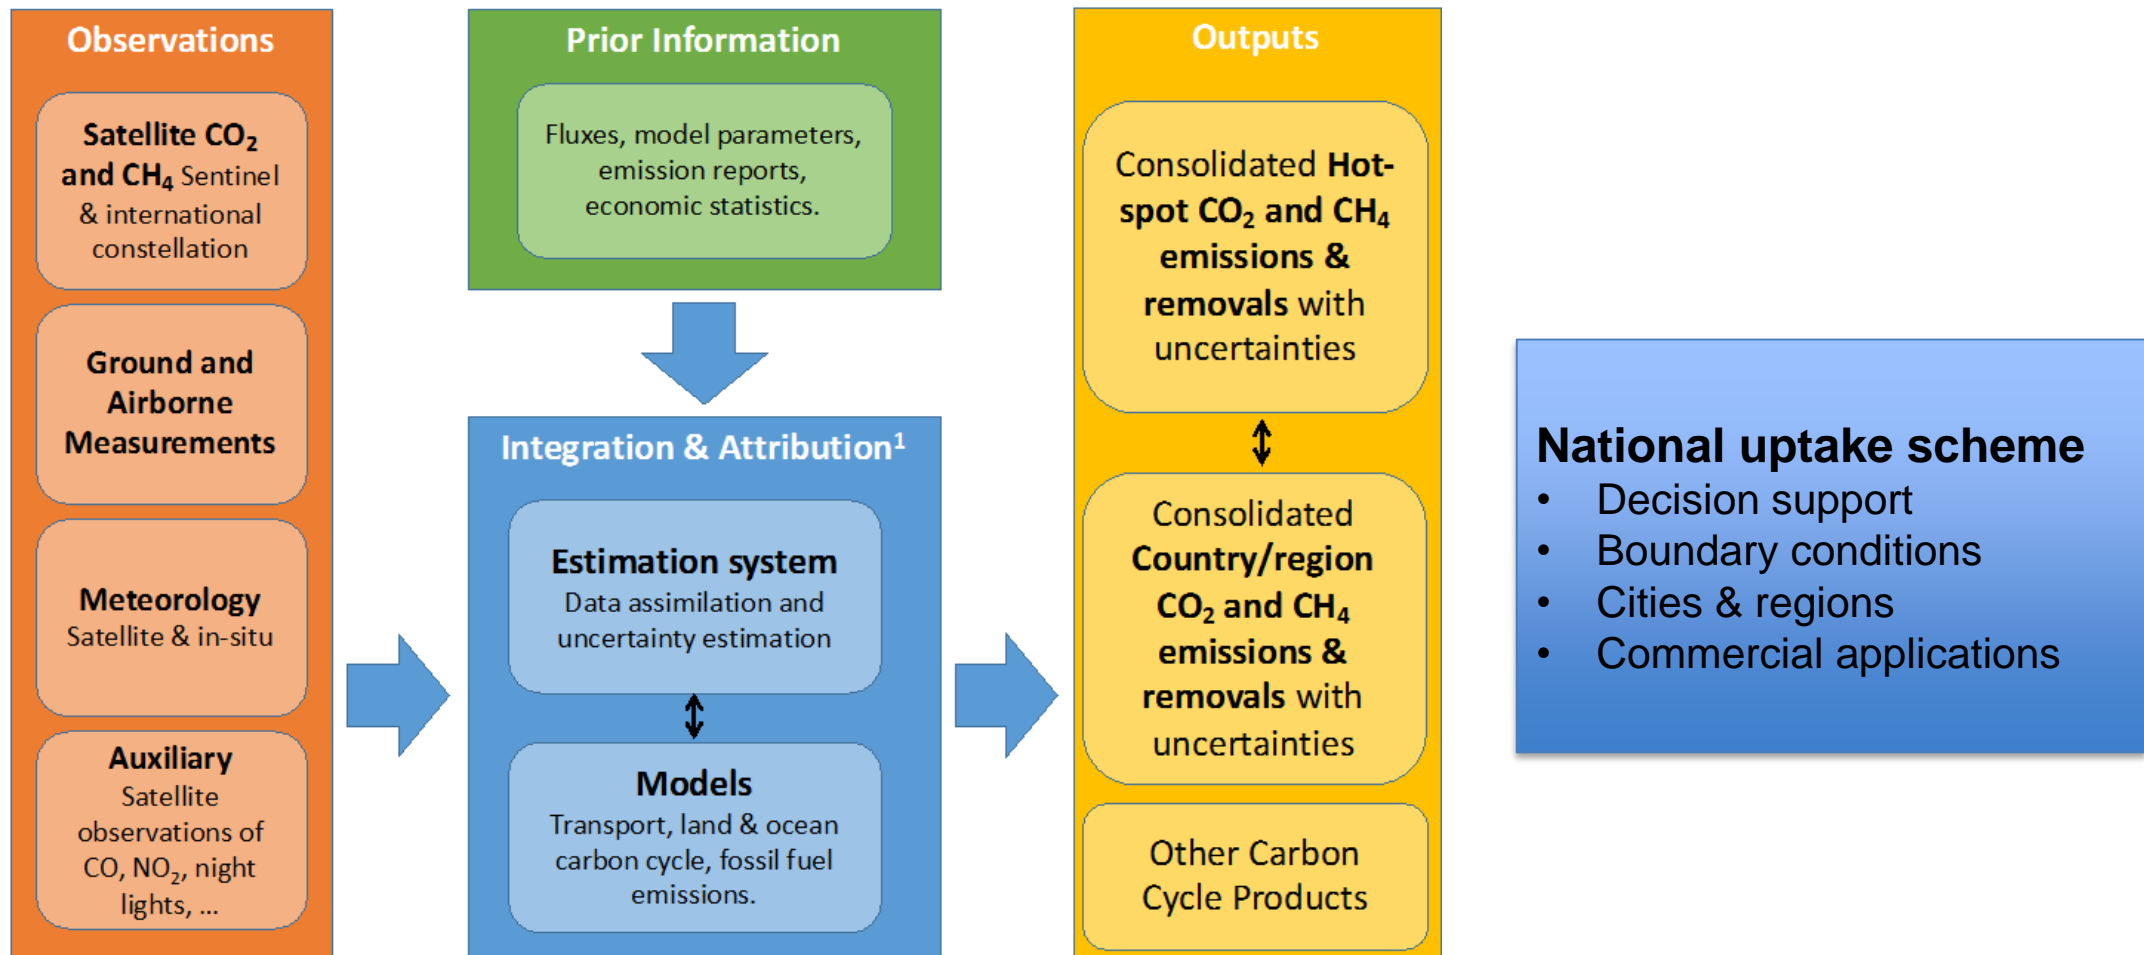 Observations
Satellite CO₂
and CH₄ Sentinel
& international
constellation
Ground and
Airborne
Measurements
Meteorology
Satellite & in-situ
Auxiliary
Satellite
observations of
CO, NO₂, night
lights, ...
Prior Information
Fluxes, model parameters,
emission reports,
economic statistics.
Integration & Attribution¹
Estimation system
Data assimilation and
uncertainty estimation
Models
Transport, land & ocean
carbon cycle, fossil fuel
emissions.
Outputs
Consolidated Hot-
spot CO₂ and CH₄
emissions &
removals with
uncertainties
Consolidated
Country/region
CO₂ and CH₄
emissions &
removals with
uncertainties
Other Carbon
Cycle Products
National uptake scheme
• Decision support
• Boundary conditions
• Cities & regions
• Commercial applications